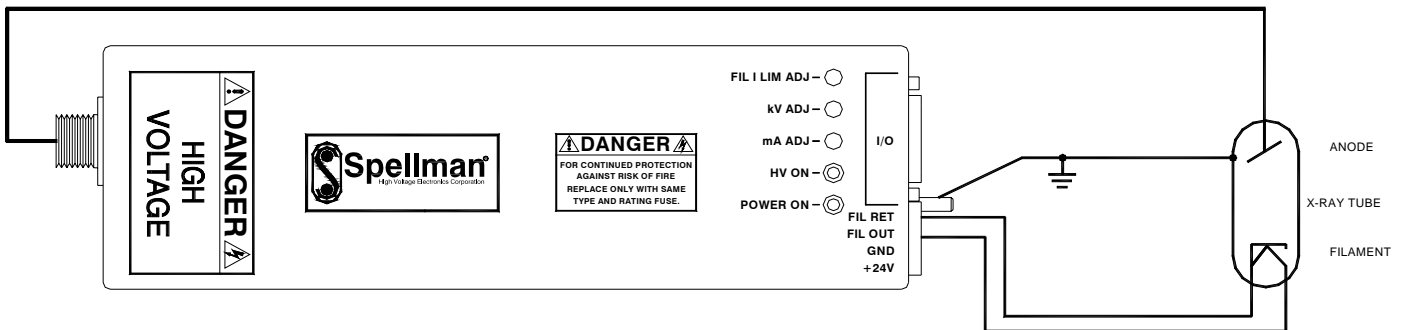 DANGER
HIGH
VOLTAGE
Spellman
High Voltage Electronics Corporation
DANGER
FOR CONTINUED PROTECTION
AGAINST RISK OF FIRE
REPLACE ONLY WITH SAME
TYPE AND RATING FUSE.
FIL I LIM ADJ
kV ADJ
mA ADJ
HV ON
POWER ON
I/O
FIL RET
FIL OUT
GND
+24V
ANODE
X-RAY TUBE
FILAMENT